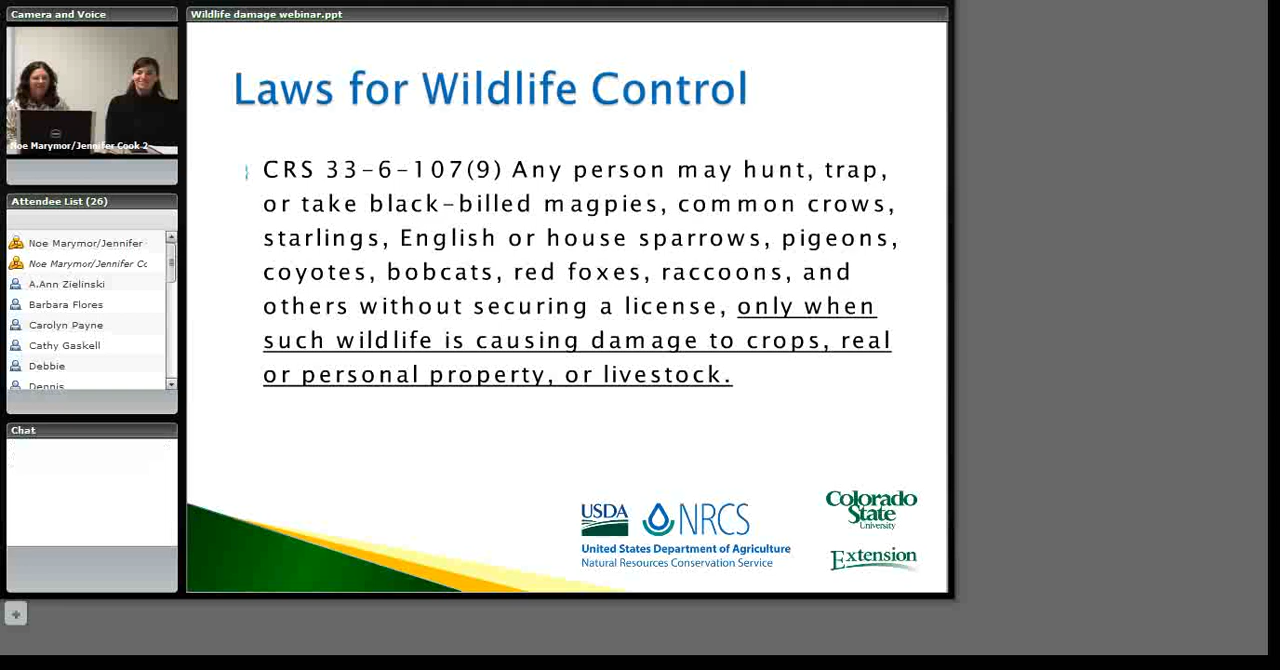 Camera and Voice
Noe Marymor/Jennifer Cook 2
Attendee List (26)
Noe Marymor/Jennifer
Noe Marymor/Jennifer Co
A.Ann Zielinski
Barbara Flores
Carolyn Payne
Cathy Gaskell
Debbie
Dennis
Chat
Wildlife damage webinar.ppt
Laws for Wildlife Control
CRS 33-6-107(9) Any person may hunt, trap,
or take black-billed magpies, common crows,
starlings, English or house sparrows, pigeons,
coyotes, bobcats, red foxes, raccoons, and
others without securing a license, only when
such wildlife is causing damage to crops, real
or personal property, or livestock.
USDA NRCS
United States Department of Agriculture
Natural Resources Conservation Service
Colorado
State
University
Extension